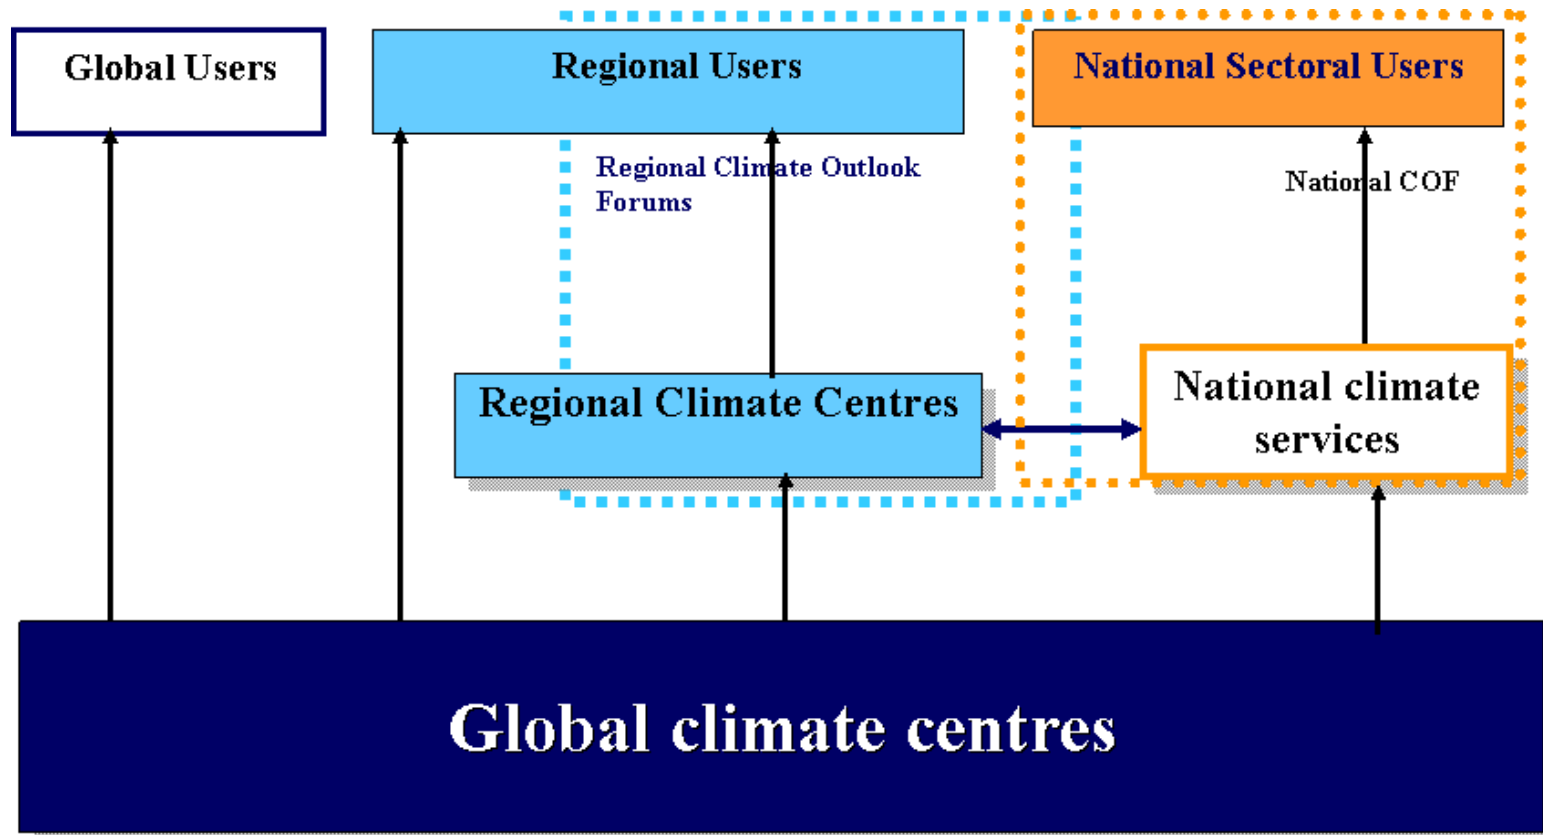 Global Users
Regional Users
National Sectoral Users
Regional Climate Outlook
Forums
National COF
Regional Climate Centres
National climate
services
Global climate centres